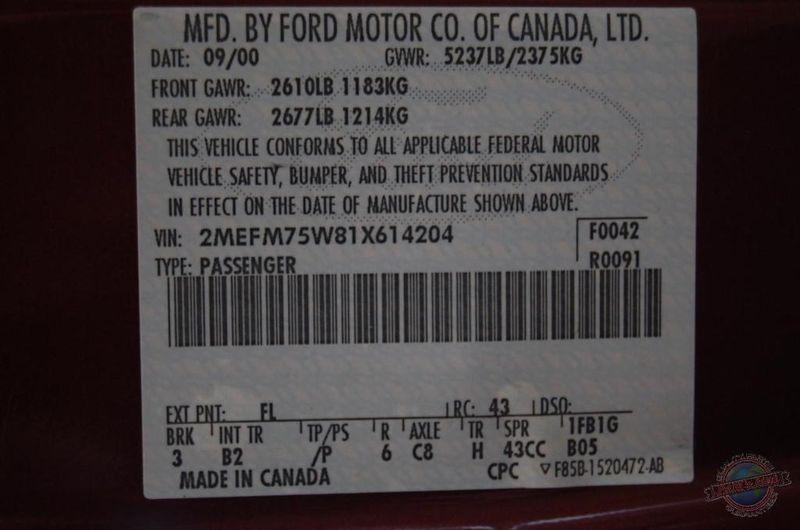 MFD. BY FORD MOTOR CO. OF CANADA, LTD.
DATE: 09/00 GVWR: 5237LB/2375KG
FRONT GAWR: 2610LB 1183KG
REAR GAWR: 2677LB 1214KG
THIS VEHICLE CONFORMS TO ALL APPLICABLE FEDERAL MOTOR
VEHICLE SAFETY, BUMPER, AND THEFT PREVENTION STANDARDS
IN EFFECT ON THE DATE OF MANUFACTURE SHOWN ABOVE.
VIN: 2MEFM75W81X614204 F0042
TYPE: PASSENGER R0091
EXT PNT: FL RC: 43 DSO:
BRK INT TR TP/PS R AXLE TR SPR 1FB1G
3 B2 /P 6 C8 H 43CC B05
MADE IN CANADA CPC ▽F85B-1520472-AB